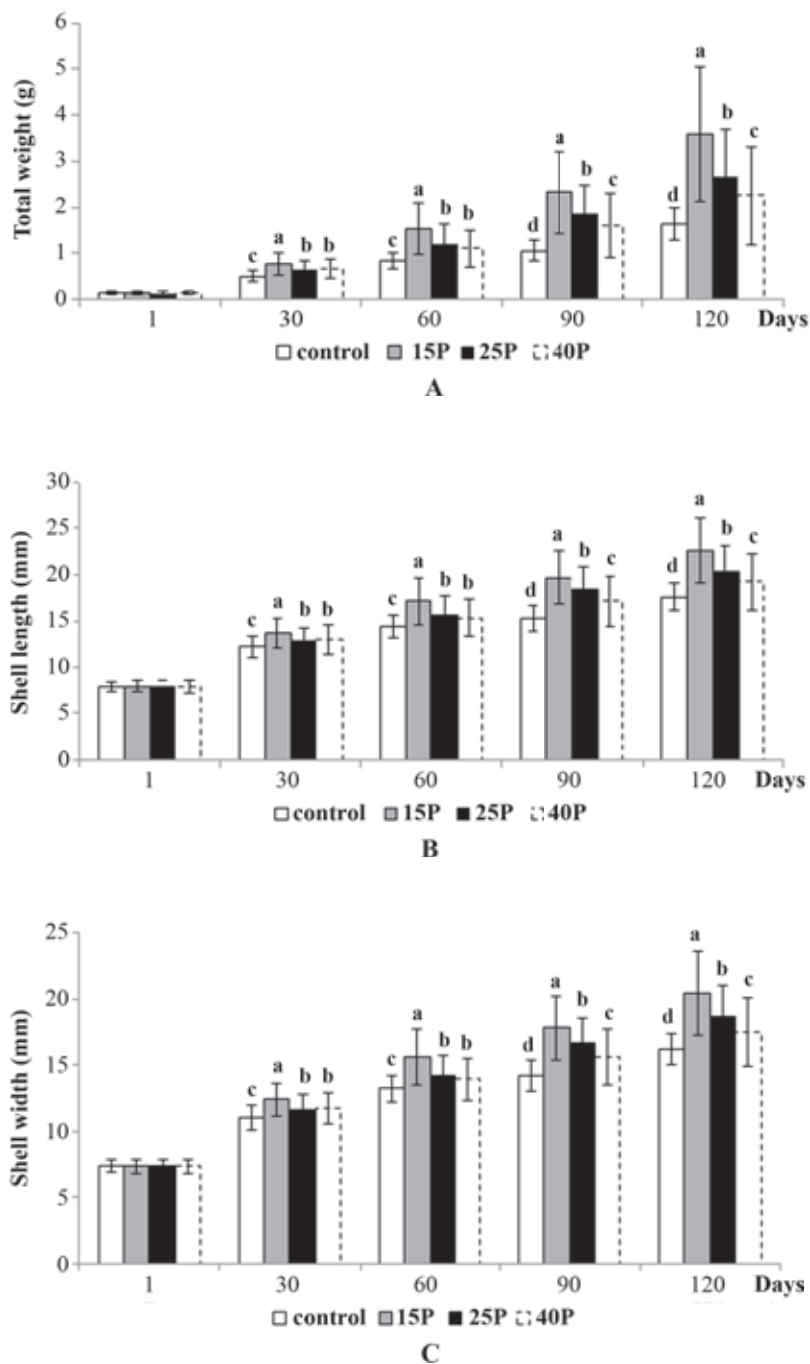 6
a
5
a
b
c
4
a
b
c
3
a
b
b
d
2
c
a
b
b
d
1
c
0
Total weight (g)
1 30 60 90 120 Days
control 15P 25P 40P
A
30
a
25
a
b
c
a
b
c
20
a
b
b
d
c
b
b
d
15
c
10
5
0
Shell length (mm)
1 30 60 90 120 Days
control 15P 25P 40P
B
25
a
a
b
c
20
a
b
c
d
b
b
d
15
a
c
b
b
c
10
5
0
Shell width (mm)
1 30 60 90 120 Days
control 15P 25P 40P
C